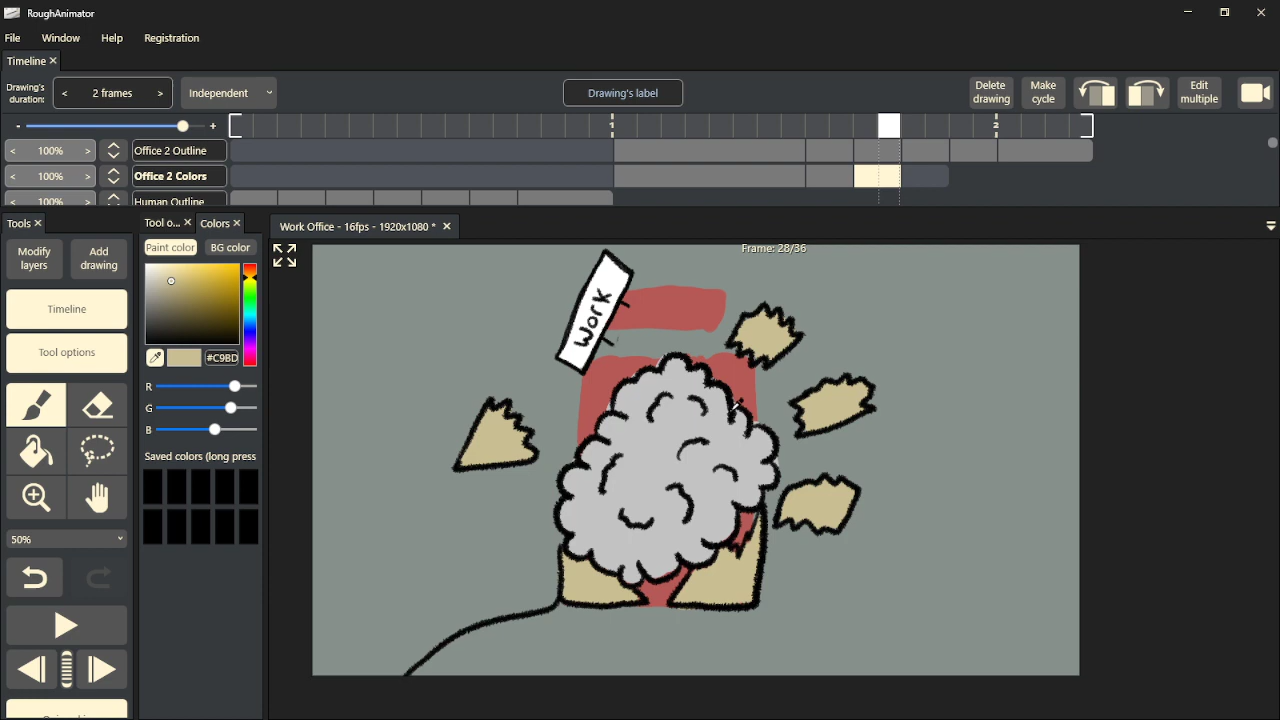 RoughAnimator
File Window Help Registration
Timeline
Drawing's duration: < 2 frames > Independent Drawing's label Delete drawing Make cycle Edit multiple
- + 1 2
< 100% > Office 2 Outline
< 100% > Office 2 Colors
< 100% > Human Outline
Tools Tool o... Colors Work Office - 16fps - 1920x1080 *
Modify layers Add drawing Paint color BG color Frame: 28/36
Timeline
Tool options
#C9BD
R
G
B
Saved colors (long press
50%
Work